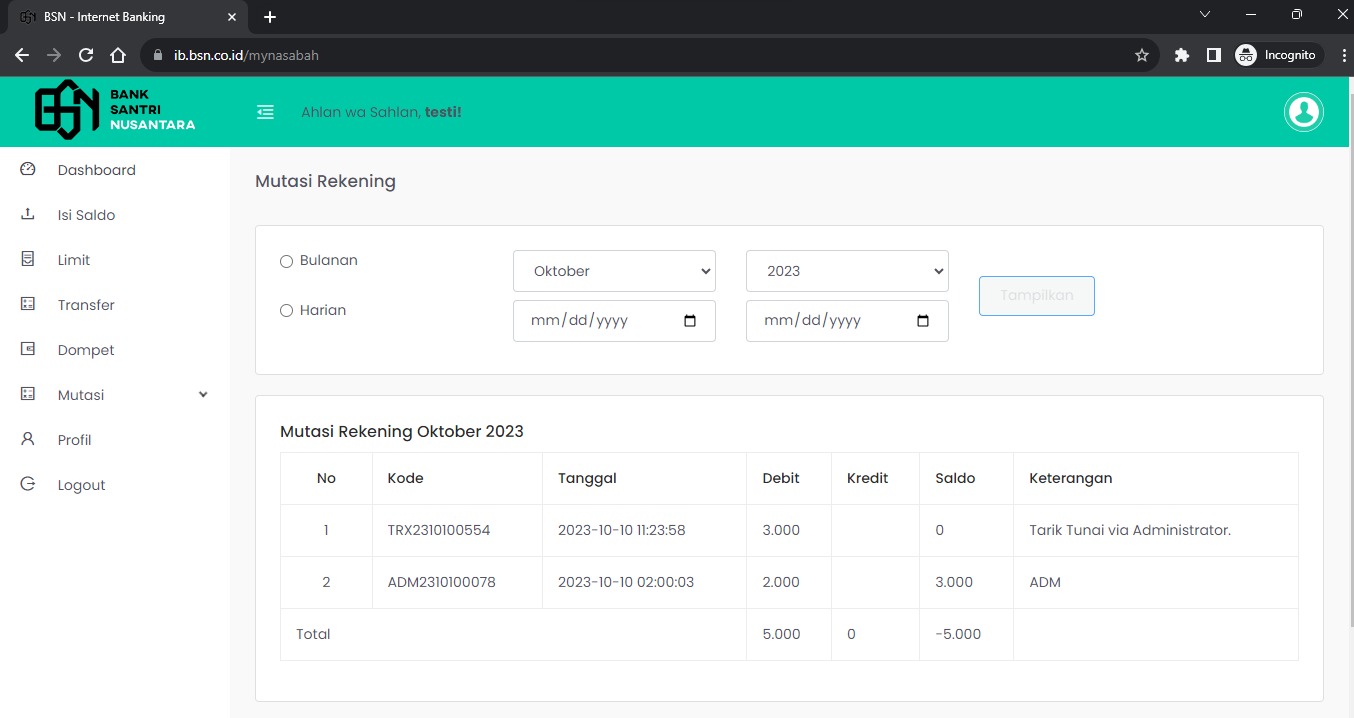 BSN - Internet Banking
ib.bsn.co.id/mynasabah
Incognito
BSN
BANK
SANTRI
NUSANTARA
Ahlan wa Sahlan, testi!
Dashboard
Isi Saldo
Limit
Transfer
Dompet
Mutasi
Profil
Logout
Mutasi Rekening
Bulanan Oktober 2023
Tampilkan
Harian mm/dd/yyyy mm/dd/yyyy
Mutasi Rekening Oktober 2023
No Kode Tanggal Debit Kredit Saldo Keterangan
1 TRX2310100554 2023-10-10 11:23:58 3.000 0 Tarik Tunai via Administrator.
2 ADM2310100078 2023-10-10 02:00:03 2.000 3.000 ADM
Total 5.000 0 -5.000